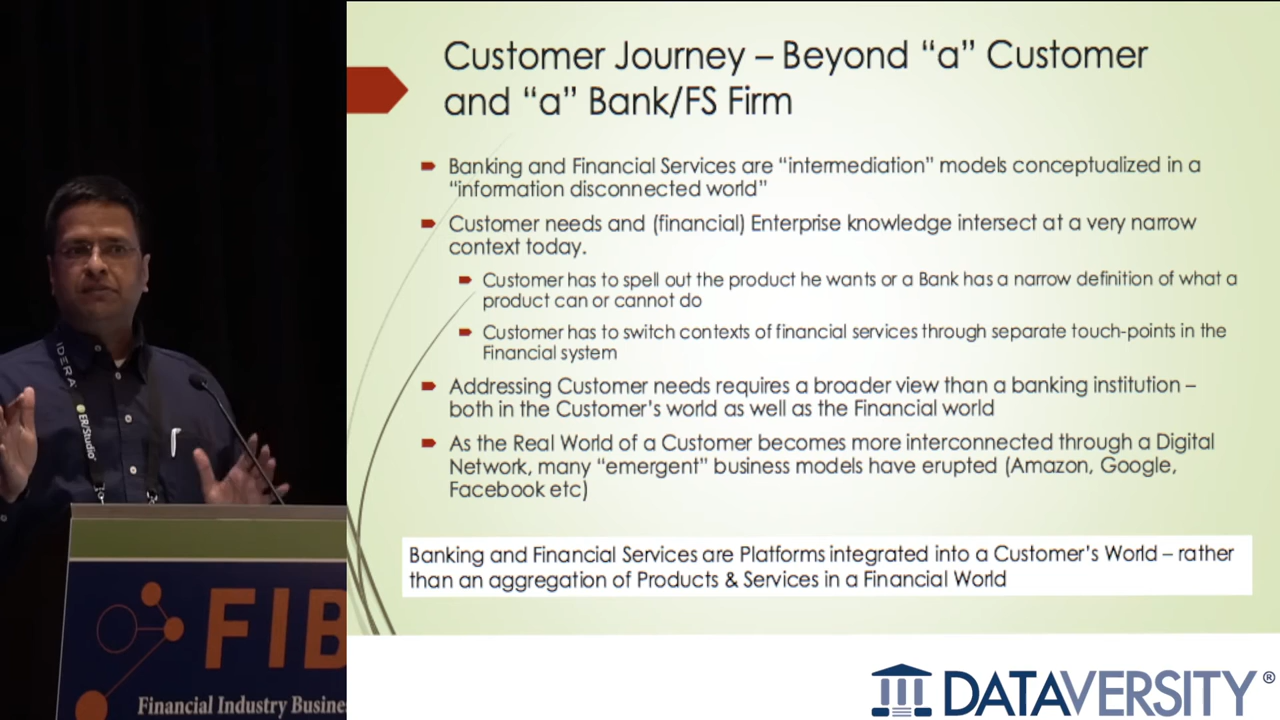 Customer Journey – Beyond “a” Customer
and “a” Bank/FS Firm
Banking and Financial Services are “intermediation” models conceptualized in a
“information disconnected world”
Customer needs and (financial) Enterprise knowledge intersect at a very narrow
context today.
Customer has to spell out the product he wants or a Bank has a narrow definition of what a
product can or cannot do
Customer has to switch contexts of financial services through separate touch-points in the
Financial system
Addressing Customer needs requires a broader view than a banking institution –
both in the Customer’s world as well as the Financial world
As the Real World of a Customer becomes more interconnected through a Digital
Network, many “emergent” business models have erupted (Amazon, Google,
Facebook etc)
Banking and Financial Services are Platforms integrated into a Customer’s World – rather
than an aggregation of Products & Services in a Financial World
IDERA
ER/Studio
FIB
Financial Industry Busine
DATAVERSITY®